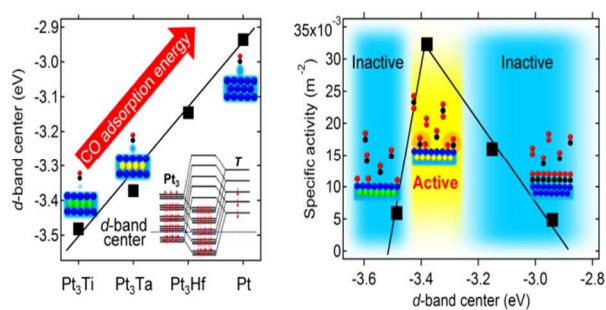 d-band center (eV)
-2.9
-3.0
-3.1
-3.2
-3.3
-3.4
-3.5
CO adsorption energy
Pt3
T
d-band
center
Pt3Ti
Pt3Ta
Pt3Hf
Pt
Specific activity (m-2)
35x10-3
30
25
20
15
10
5
0
Inactive
Inactive
Active
-3.6
-3.4
-3.2
-3.0
-2.8
d-band center (eV)